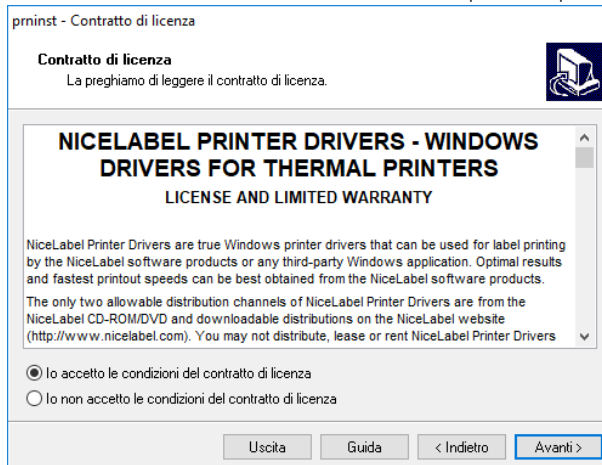 prninst - Contratto di licenza
Contratto di licenza
La preghiamo di leggere il contratto di licenza.
NICELABEL PRINTER DRIVERS - WINDOWS
DRIVERS FOR THERMAL PRINTERS
LICENSE AND LIMITED WARRANTY
NiceLabel Printer Drivers are true Windows printer drivers that can be used for label printing
by the NiceLabel software products or any third-party Windows application. Optimal results
and fastest printout speeds can be best obtained from the NiceLabel software products.
The only two allowable distribution channels of NiceLabel Printer Drivers are from the
NiceLabel CD-ROM/DVD and downloadable distributions on the NiceLabel website
(http://www.nicelabel.com). You may not distribute, lease or rent NiceLabel Printer Drivers
Io accetto le condizioni del contratto di licenza
Io non accetto le condizioni del contratto di licenza
Uscita Guida < Indietro Avanti >